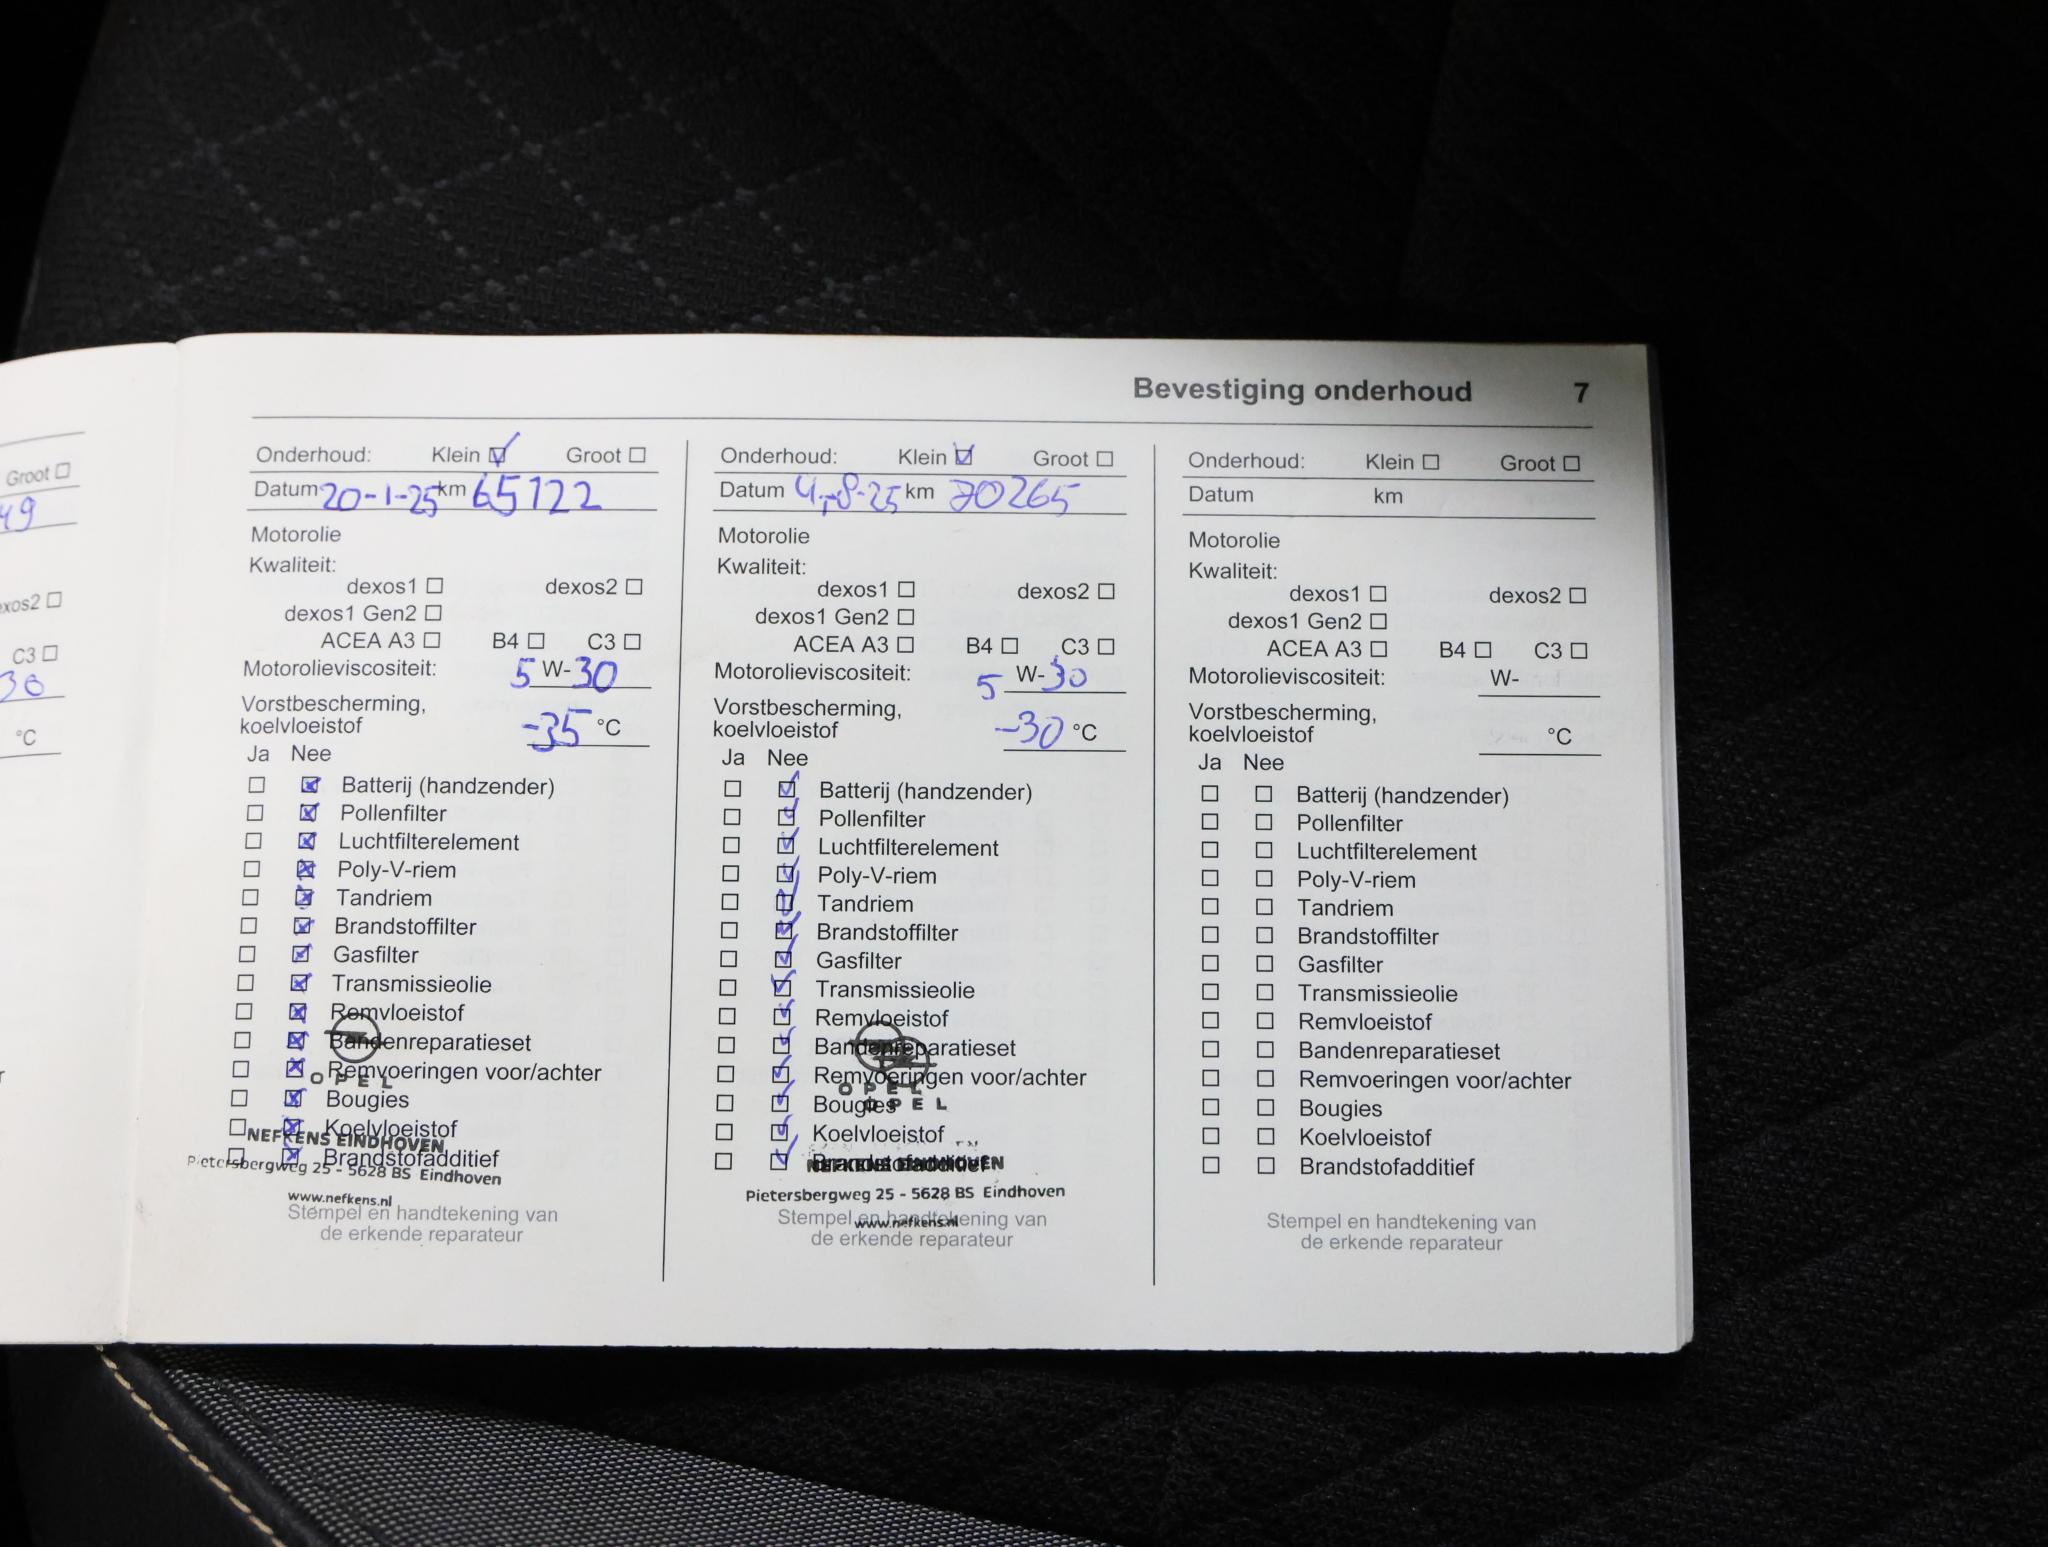 Bevestiging onderhoud 7
Groot
49
exos2
C3
30
°C
Onderhoud: Klein Groot
Datum 20-1-25 km 65122
Motorolie
Kwaliteit:
dexos1 dexos2
dexos1 Gen2
ACEA A3 B4 C3
Motorolieviscositeit: 5 W-30
Vorstbescherming,
koelvloeistof -35 °C
Ja Nee
Batterij (handzender)
Pollenfilter
Luchtfilterelement
Poly-V-riem
Tandriem
Brandstoffilter
Gasfilter
Transmissieolie
Remvloeistof
Bandenreparatieset
Remvoeringen voor/achter
OPEL
Bougies
Koelvloeistof
NEFKENS EINDHOVEN
Brandstofadditief
Pietersbergweg 25 - 5628 BS Eindhoven
www.nefkens.nl
Stempel en handtekening van
de erkende reparateur
Onderhoud: Klein Groot
Datum 4-8-25 km 70265
Motorolie
Kwaliteit:
dexos1 dexos2
dexos1 Gen2
ACEA A3 B4 C3
Motorolieviscositeit: 5 W-30
Vorstbescherming,
koelvloeistof -30 °C
Ja Nee
Batterij (handzender)
Pollenfilter
Luchtfilterelement
Poly-V-riem
Tandriem
Brandstoffilter
Gasfilter
Transmissieolie
Remvloeistof
Bandenreparatieset
Remvoeringen voor/achter
OPEL
Bougies
OPEL
Koelvloeistof
Brandstofadditief
NEFKENS EINDHOVEN
Pietersbergweg 25 - 5628 BS Eindhoven
Stempel en handtekening van
www.nefkens.nl
de erkende reparateur
Onderhoud: Klein Groot
Datum km
Motorolie
Kwaliteit:
dexos1 dexos2
dexos1 Gen2
ACEA A3 B4 C3
Motorolieviscositeit: W-
Vorstbescherming,
koelvloeistof °C
Ja Nee
Batterij (handzender)
Pollenfilter
Luchtfilterelement
Poly-V-riem
Tandriem
Brandstoffilter
Gasfilter
Transmissieolie
Remvloeistof
Bandenreparatieset
Remvoeringen voor/achter
Bougies
Koelvloeistof
Brandstofadditief
Stempel en handtekening van
de erkende reparateur